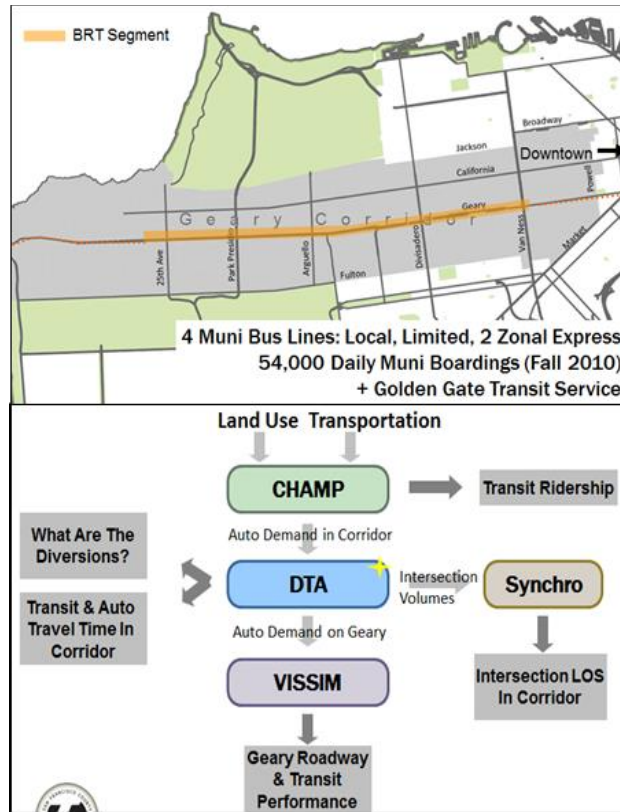 BRT Segment
Broadway
Jackson
Downtown
California
Powell
Geary
Geary Corridor
25th Ave
Park Presidio
Arguello
Divisadero
Van Ness
Market
Fulton
4 Muni Bus Lines: Local, Limited, 2 Zonal Express
54,000 Daily Muni Boardings (Fall 2010)
+ Golden Gate Transit Service
Land Use Transportation
CHAMP
Transit Ridership
Auto Demand in Corridor
What Are The
Diversions?
DTA
Intersection
Volumes
Synchro
Transit & Auto
Travel Time In
Corridor
Auto Demand on Geary
VISSIM
Intersection LOS
In Corridor
Geary Roadway
& Transit
Performance
SAN FRANCISCO COUNTY